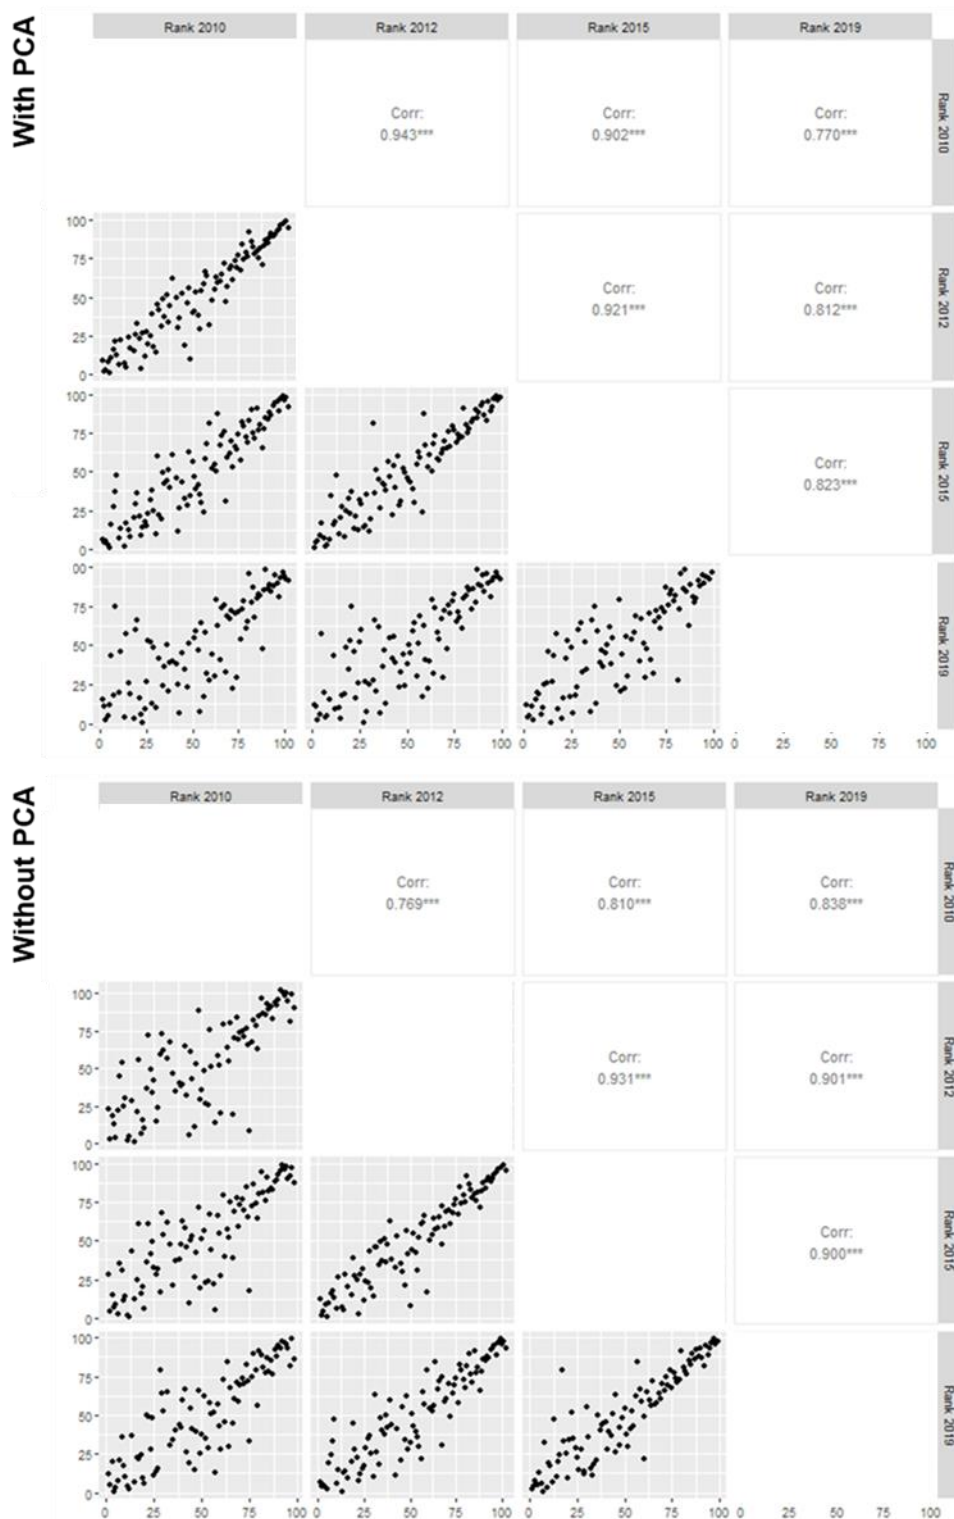 With PCA
Rank 2010 Rank 2012 Rank 2015 Rank 2019
Corr: Corr: Corr:
0.943*** 0.902*** 0.770***
Rank 2010
100
75
50
25
0
Corr: Corr:
0.921*** 0.812***
Rank 2012
100
75
50
25
0
Corr:
0.823***
Rank 2015
00
75
50
25
0
Rank 2019
0 25 50 75 100 0 25 50 75 100 0 25 50 75 100 0 25 50 75 100
Without PCA
Rank 2010 Rank 2012 Rank 2015 Rank 2019
Corr: Corr: Corr:
0.769*** 0.810*** 0.838***
Rank 2010
100
75
50
25
0
Corr: Corr:
0.931*** 0.901***
Rank 2012
100
75
50
25
0
Corr:
0.900***
Rank 2015
100
75
50
25
0
Rank 2019
0 25 50 75 100 0 25 50 75 100 0 25 50 75 100 0 25 50 75 100